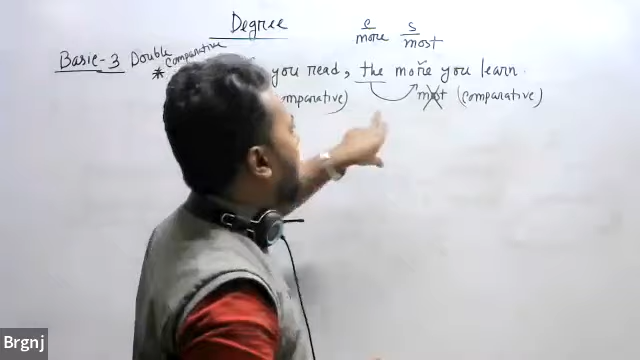 Degree
c s
more most
Basic-3 Double Comparative
* you read, the more you learn.
comparative) most (comparative)
Brgnj